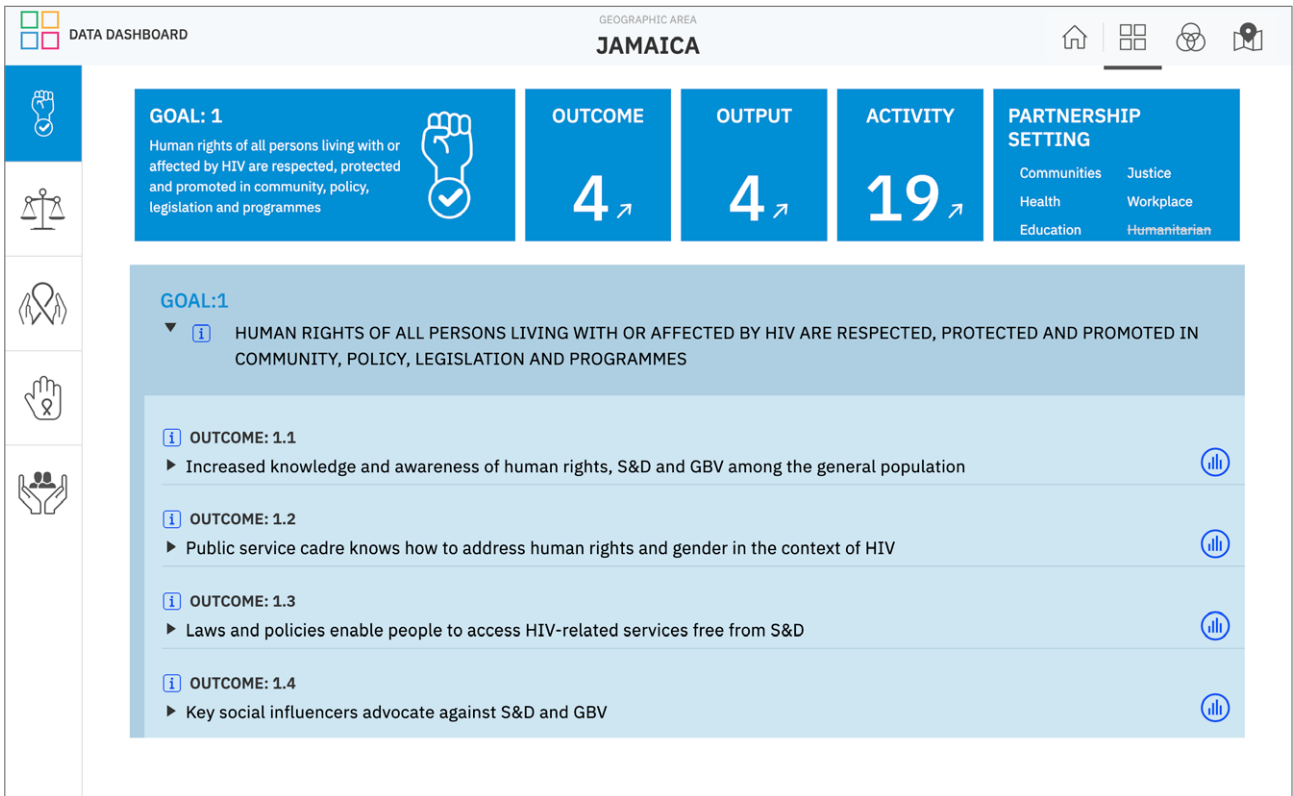 DATA DASHBOARD
GEOGRAPHIC AREA
JAMAICA
GOAL: 1
Human rights of all persons living with or
affected by HIV are respected, protected
and promoted in community, policy,
legislation and programmes
OUTCOME
4
OUTPUT
4
ACTIVITY
19
PARTNERSHIP
SETTING
Communities Justice
Health Workplace
Education Humanitarian
GOAL:1
HUMAN RIGHTS OF ALL PERSONS LIVING WITH OR AFFECTED BY HIV ARE RESPECTED, PROTECTED AND PROMOTED IN
COMMUNITY, POLICY, LEGISLATION AND PROGRAMMES
i OUTCOME: 1.1
Increased knowledge and awareness of human rights, S&D and GBV among the general population
i OUTCOME: 1.2
Public service cadre knows how to address human rights and gender in the context of HIV
i OUTCOME: 1.3
Laws and policies enable people to access HIV-related services free from S&D
i OUTCOME: 1.4
Key social influencers advocate against S&D and GBV